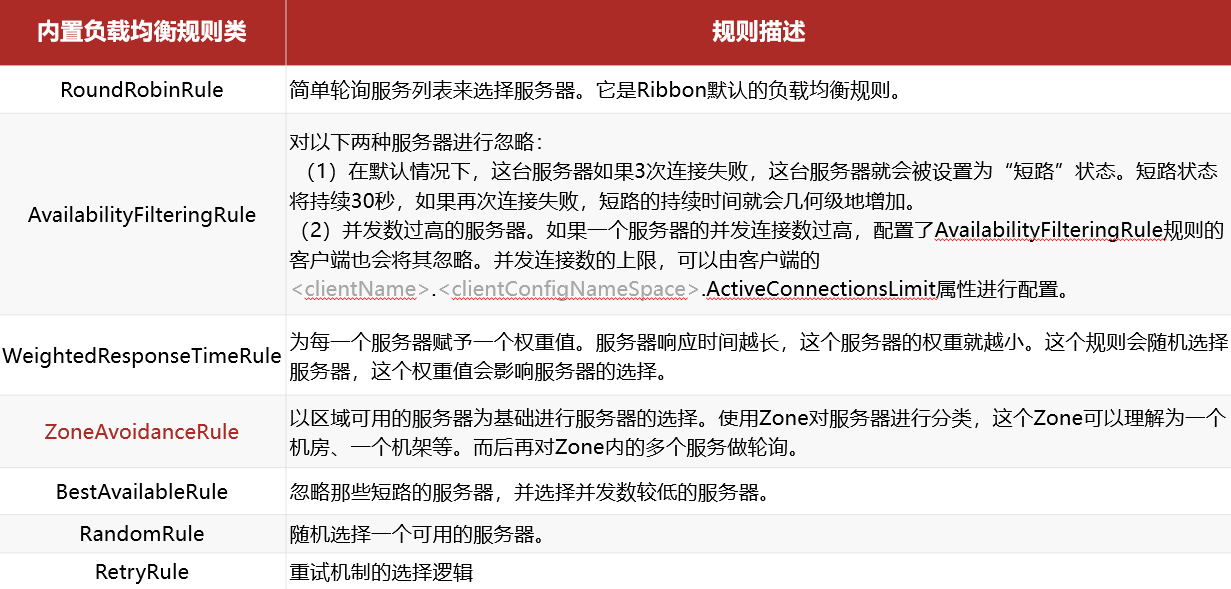 内置负载均衡规则类 规则描述
RoundRobinRule 简单轮询服务列表来选择服务器。它是Ribbon默认的负载均衡规则。
AvailabilityFilteringRule
对以下两种服务器进行忽略：
（1）在默认情况下，这台服务器如果3次连接失败，这台服务器就会被设置为“短路”状态。短路状态
将持续30秒，如果再次连接失败，短路的持续时间就会几何级地增加。
（2）并发数过高的服务器。如果一个服务器的并发连接数过高，配置了AvailabilityFilteringRule规则的
客户端也会将其忽略。并发连接数的上限，可以由客户端的
<clientName>.<clientConfigNameSpace>.ActiveConnectionsLimit属性进行配置。
WeightedResponseTimeRule
为每一个服务器赋予一个权重值。服务器响应时间越长，这个服务器的权重就越小。这个规则会随机选择
服务器，这个权重值会影响服务器的选择。
ZoneAvoidanceRule
以区域可用的服务器为基础进行服务器的选择。使用Zone对服务器进行分类，这个Zone可以理解为一个
机房、一个机架等。而后再对Zone内的多个服务做轮询。
BestAvailableRule 忽略那些短路的服务器，并选择并发数较低的服务器。
RandomRule 随机选择一个可用的服务器。
RetryRule 重试机制的选择逻辑